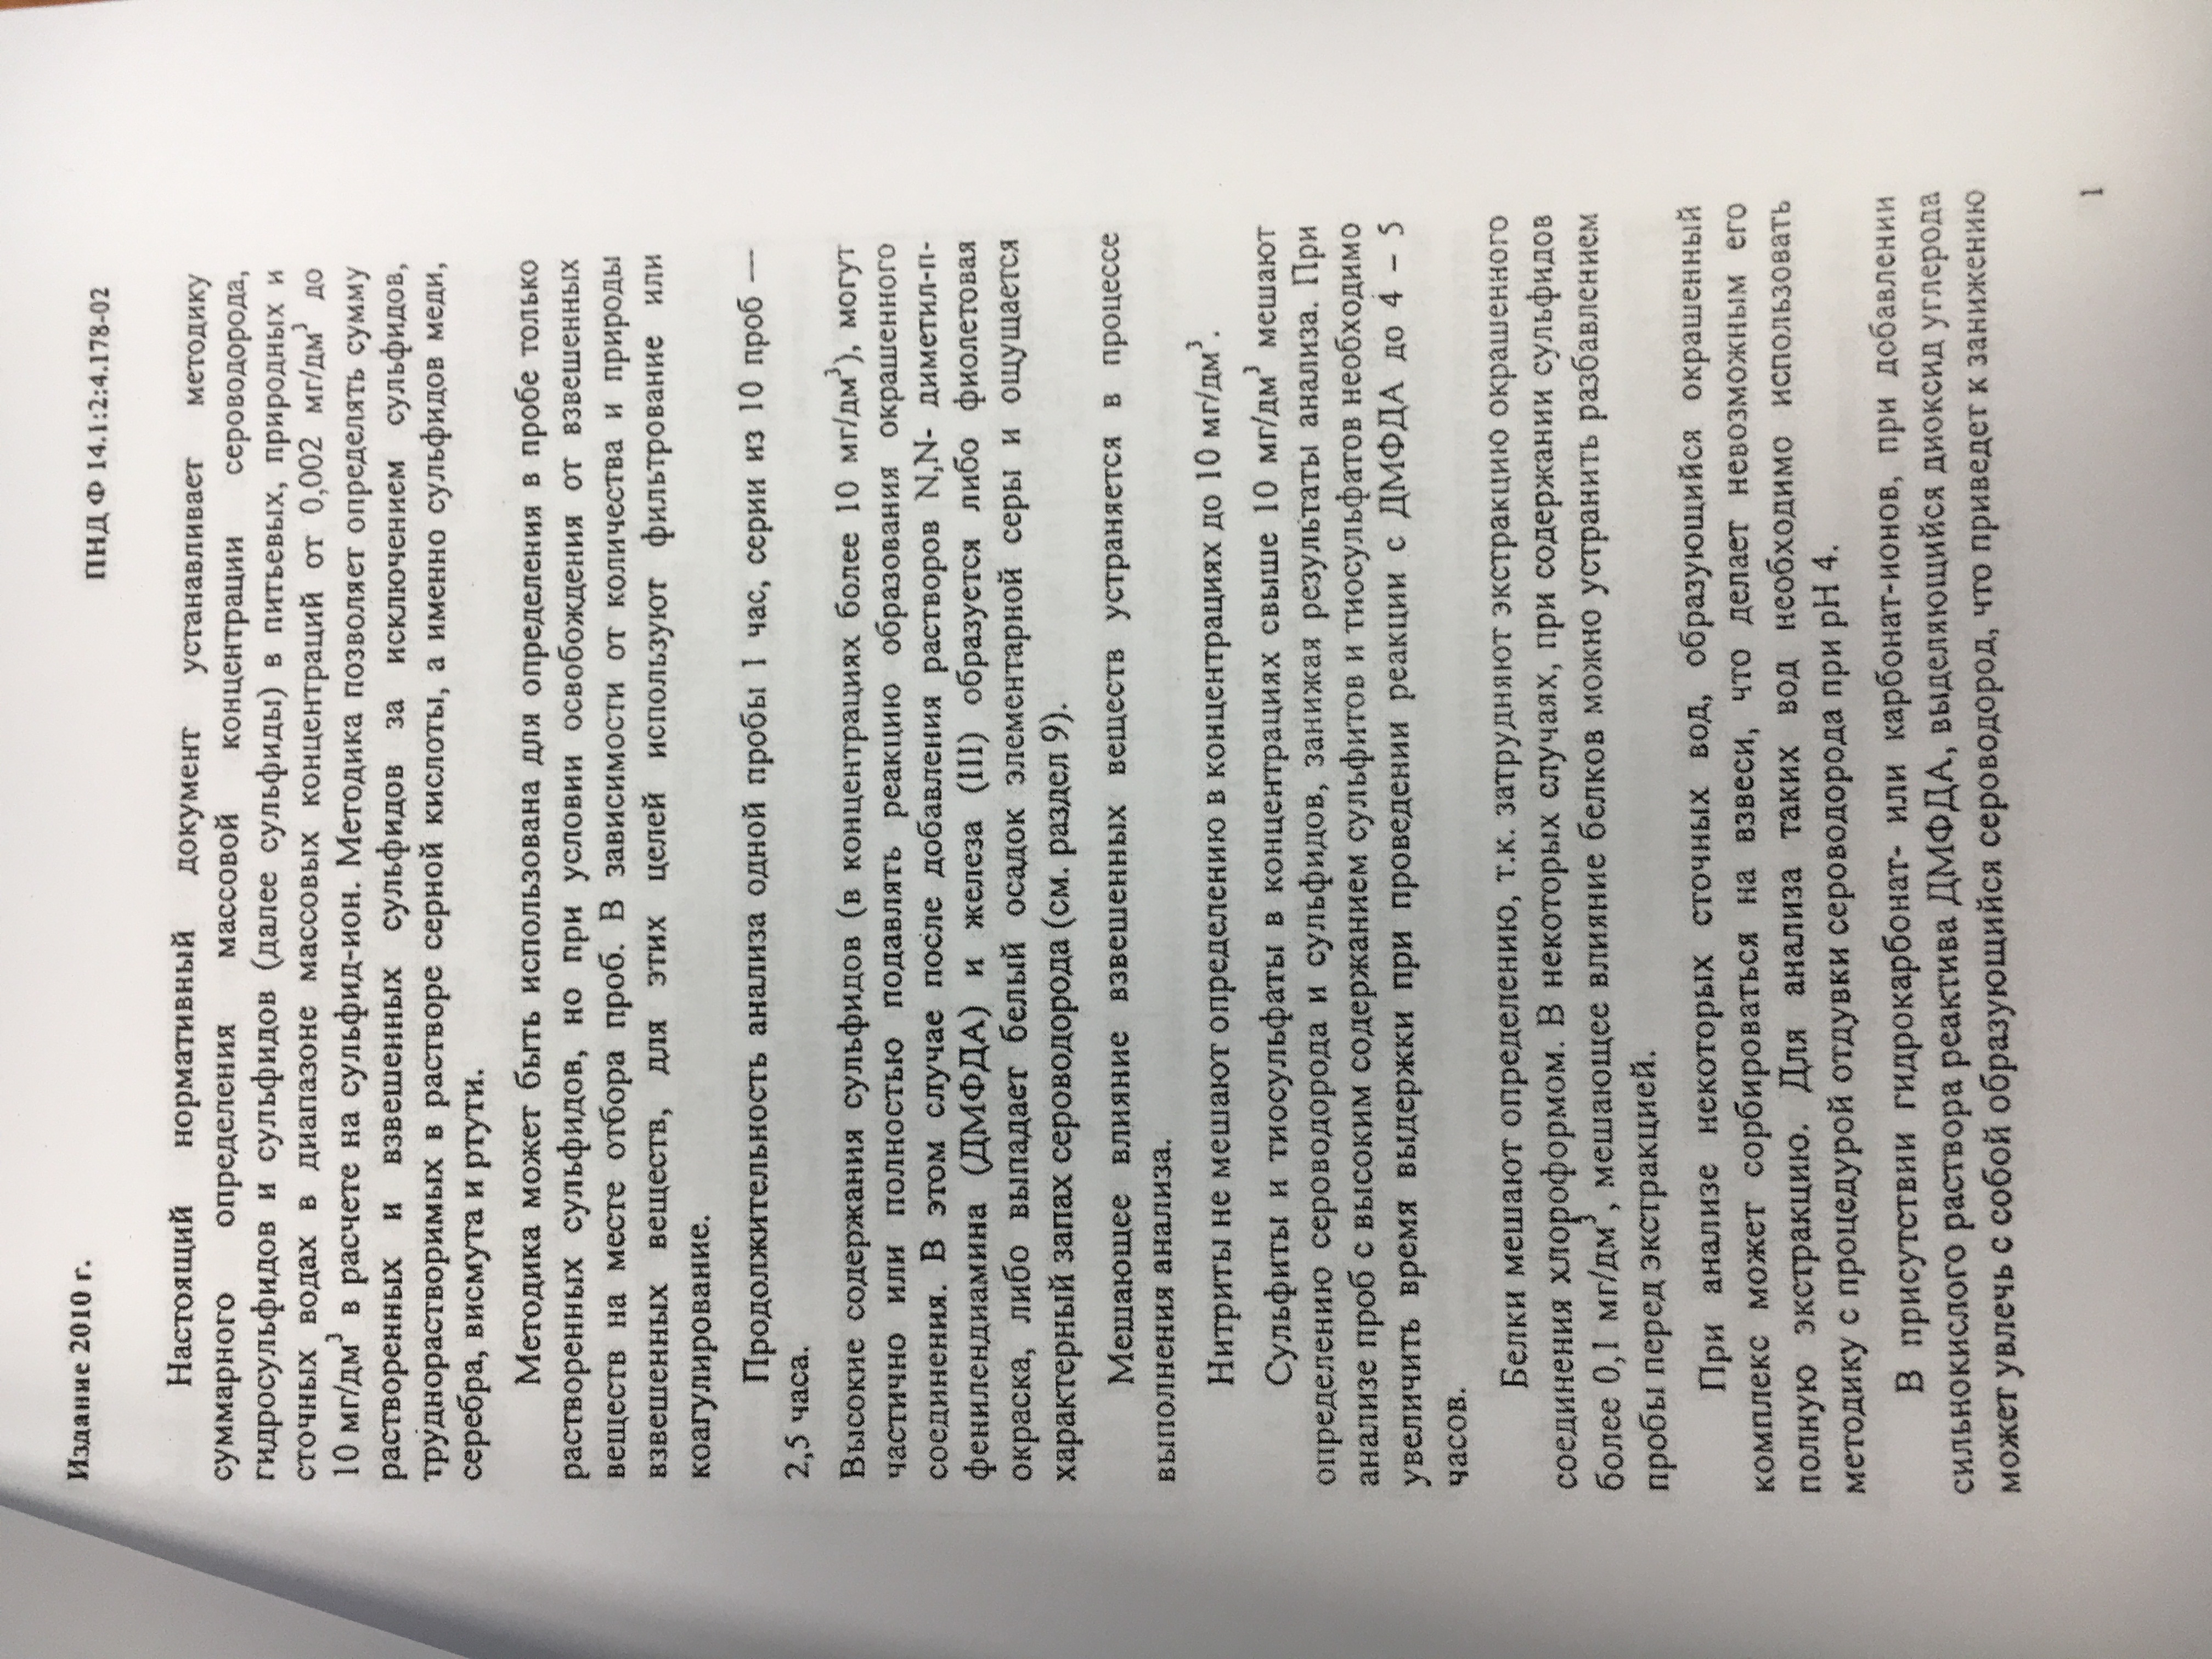 Издание 2010 г.
ПНД Ф 14.1:2:4.178-02
Настоящий нормативный документ устанавливает методику
суммарного определения массовой концентрации сероводорода,
гидросульфидов и сульфидов (далее сульфиды) в питьевых, природных и
сточных водах в диапазоне массовых концентраций от 0,002 мг/дм³ до
10 мг/дм³ в расчете на сульфид-ион. Методика позволяет определять сумму
растворенных и взвешенных сульфидов за исключением сульфидов,
труднорастворимых в растворе серной кислоты, а именно сульфидов меди,
серебра, висмута и ртути.
Методика может быть использована для определения в пробе только
растворенных сульфидов, но при условии освобождения от взвешенных
веществ на месте отбора проб. В зависимости от количества и природы
взвешенных веществ, для этих целей используют фильтрование или
коагулирование.
Продолжительность анализа одной пробы 1 час, серии из 10 проб —
2,5 часа.
Высокие содержания сульфидов (в концентрациях более 10 мг/дм³), могут
частично или полностью подавлять реакцию образования окрашенного
соединения. В этом случае после добавления растворов N,N- диметил-п-
фенилендиамина (ДМФДА) и железа (III) образуется либо фиолетовая
окраска, либо выпадает белый осадок элементарной серы и ощущается
характерный запах сероводорода (см. раздел 9).
Мешающее влияние взвешенных веществ устраняется в процессе
выполнения анализа.
Нитриты не мешают определению в концентрациях до 10 мг/дм³.
Сульфиты и тиосульфаты в концентрациях свыше 10 мг/дм³ мешают
определению сероводорода и сульфидов, занижая результаты анализа. При
анализе проб с высоким содержанием сульфитов и тиосульфатов необходимо
увеличить время выдержки при проведении реакции с ДМФДА до 4 – 5
часов.
Белки мешают определению, т.к. затрудняют экстракцию окрашенного
соединения хлороформом. В некоторых случаях, при содержании сульфидов
более 0,1 мг/дм³, мешающее влияние белков можно устранить разбавлением
пробы перед экстракцией.
При анализе некоторых сточных вод, образующийся окрашенный
комплекс может сорбироваться на взвеси, что делает невозможным его
полную экстракцию. Для анализа таких вод необходимо использовать
методику с процедурой отдувки сероводорода при pH 4.
В присутствии гидрокарбонат- или карбонат-ионов, при добавлении
сильнокислого раствора реактива ДМФДА, выделяющийся диоксид углерода
может увлечь с собой образующийся сероводород, что приведет к занижению
1